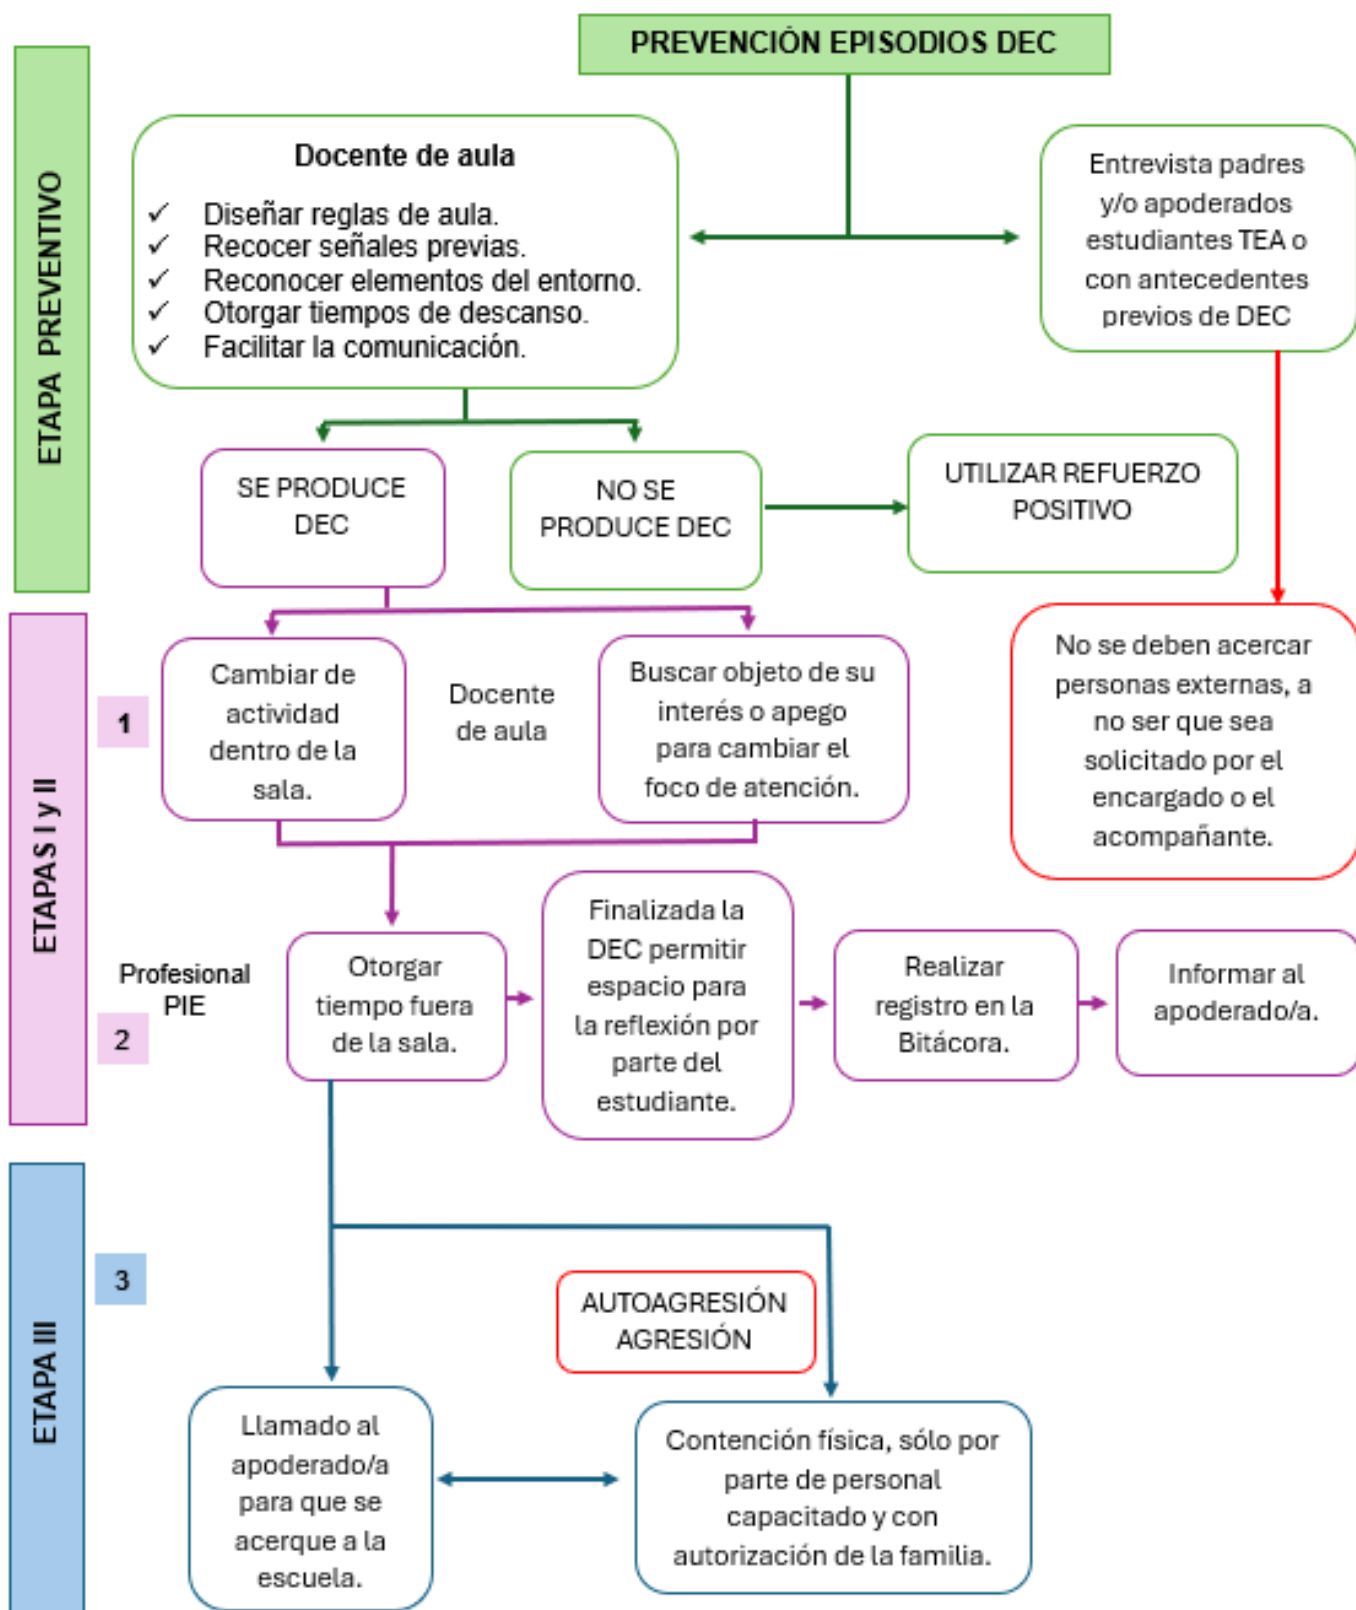 PREVENCIÓN EPISODIOS DEC
ETAPA PREVENTIVO
Docente de aula
✓ Diseñar reglas de aula.
✓ Recocer señales previas.
✓ Reconocer elementos del entorno.
✓ Otorgar tiempos de descanso.
✓ Facilitar la comunicación.
Entrevista padres
y/o apoderados
estudiantes TEA o
con antecedentes
previos de DEC
SE PRODUCE
DEC
NO SE
PRODUCE DEC
UTILIZAR REFUERZO
POSITIVO
ETAPAS I y II
1
Cambiar de
actividad
dentro de la
sala.
Docente
de aula
Buscar objeto de su
interés o apego
para cambiar el
foco de atención.
No se deben acercar
personas externas, a
no ser que sea
solicitado por el
encargado o el
acompañante.
Profesional
PIE
2
Otorgar
tiempo fuera
de la sala.
Finalizada la
DEC permitir
espacio para
la reflexión por
parte del
estudiante.
Realizar
registro en la
Bitácora.
Informar al
apoderado/a.
ETAPA III
3
AUTOAGRESIÓN
AGRESIÓN
Llamado al
apoderado/a
para que se
acerque a la
escuela.
Contención física, sólo por
parte de personal
capacitado y con
autorización de la familia.